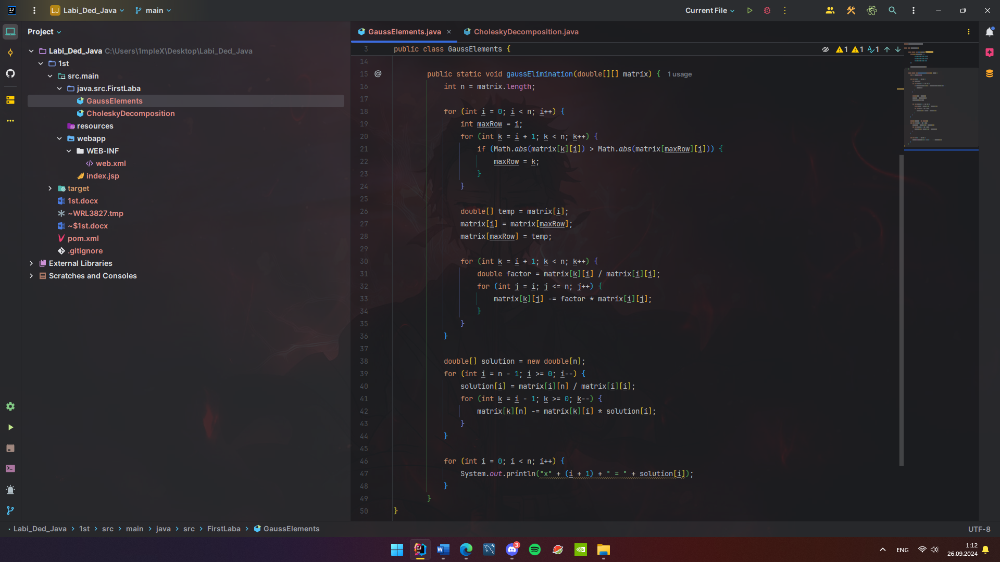 LJ Labi_Ded_Java main Current File
Project
Labi_Ded_Java C:\Users\1mpleX\Desktop\Labi_Ded_Java
1st
src.main
java.src.FirstLaba
GaussElements
CholeskyDecomposition
resources
webapp
WEB-INF
web.xml
index.jsp
target
1st.docx
~WRL3827.tmp
~$1st.docx
pom.xml
.gitignore
External Libraries
Scratches and Consoles
GaussElements.java CholeskyDecomposition.java
3 public class GaussElements { 1 1 1
14
15 @ public static void gaussElimination(double[][] matrix) { 1 usage
16 int n = matrix.length;
17
18 for (int i = 0; i < n; i++) {
19 int maxRow = i;
20 for (int k = i + 1; k < n; k++) {
21 if (Math.abs(matrix[k][i]) > Math.abs(matrix[maxRow][i])) {
22 maxRow = k;
23 }
24 }
25
26 double[] temp = matrix[i];
27 matrix[i] = matrix[maxRow];
28 matrix[maxRow] = temp;
29
30 for (int k = i + 1; k < n; k++) {
31 double factor = matrix[k][i] / matrix[i][i];
32 for (int j = i; j <= n; j++) {
33 matrix[k][j] -= factor * matrix[i][j];
34 }
35 }
36 }
37
38 double[] solution = new double[n];
39 for (int i = n - 1; i >= 0; i--) {
40 solution[i] = matrix[i][n] / matrix[i][i];
41 for (int k = i - 1; k >= 0; k--) {
42 matrix[k][n] -= matrix[k][i] * solution[i];
43 }
44 }
45
46 for (int i = 0; i < n; i++) {
47 System.out.println("x" + (i + 1) + " = " + solution[i]);
48 }
49 }
50 }
Labi_Ded_Java > 1st > src > main > java > src > FirstLaba > GaussElements UTF-8
3
ENG
1:12
26.09.2024